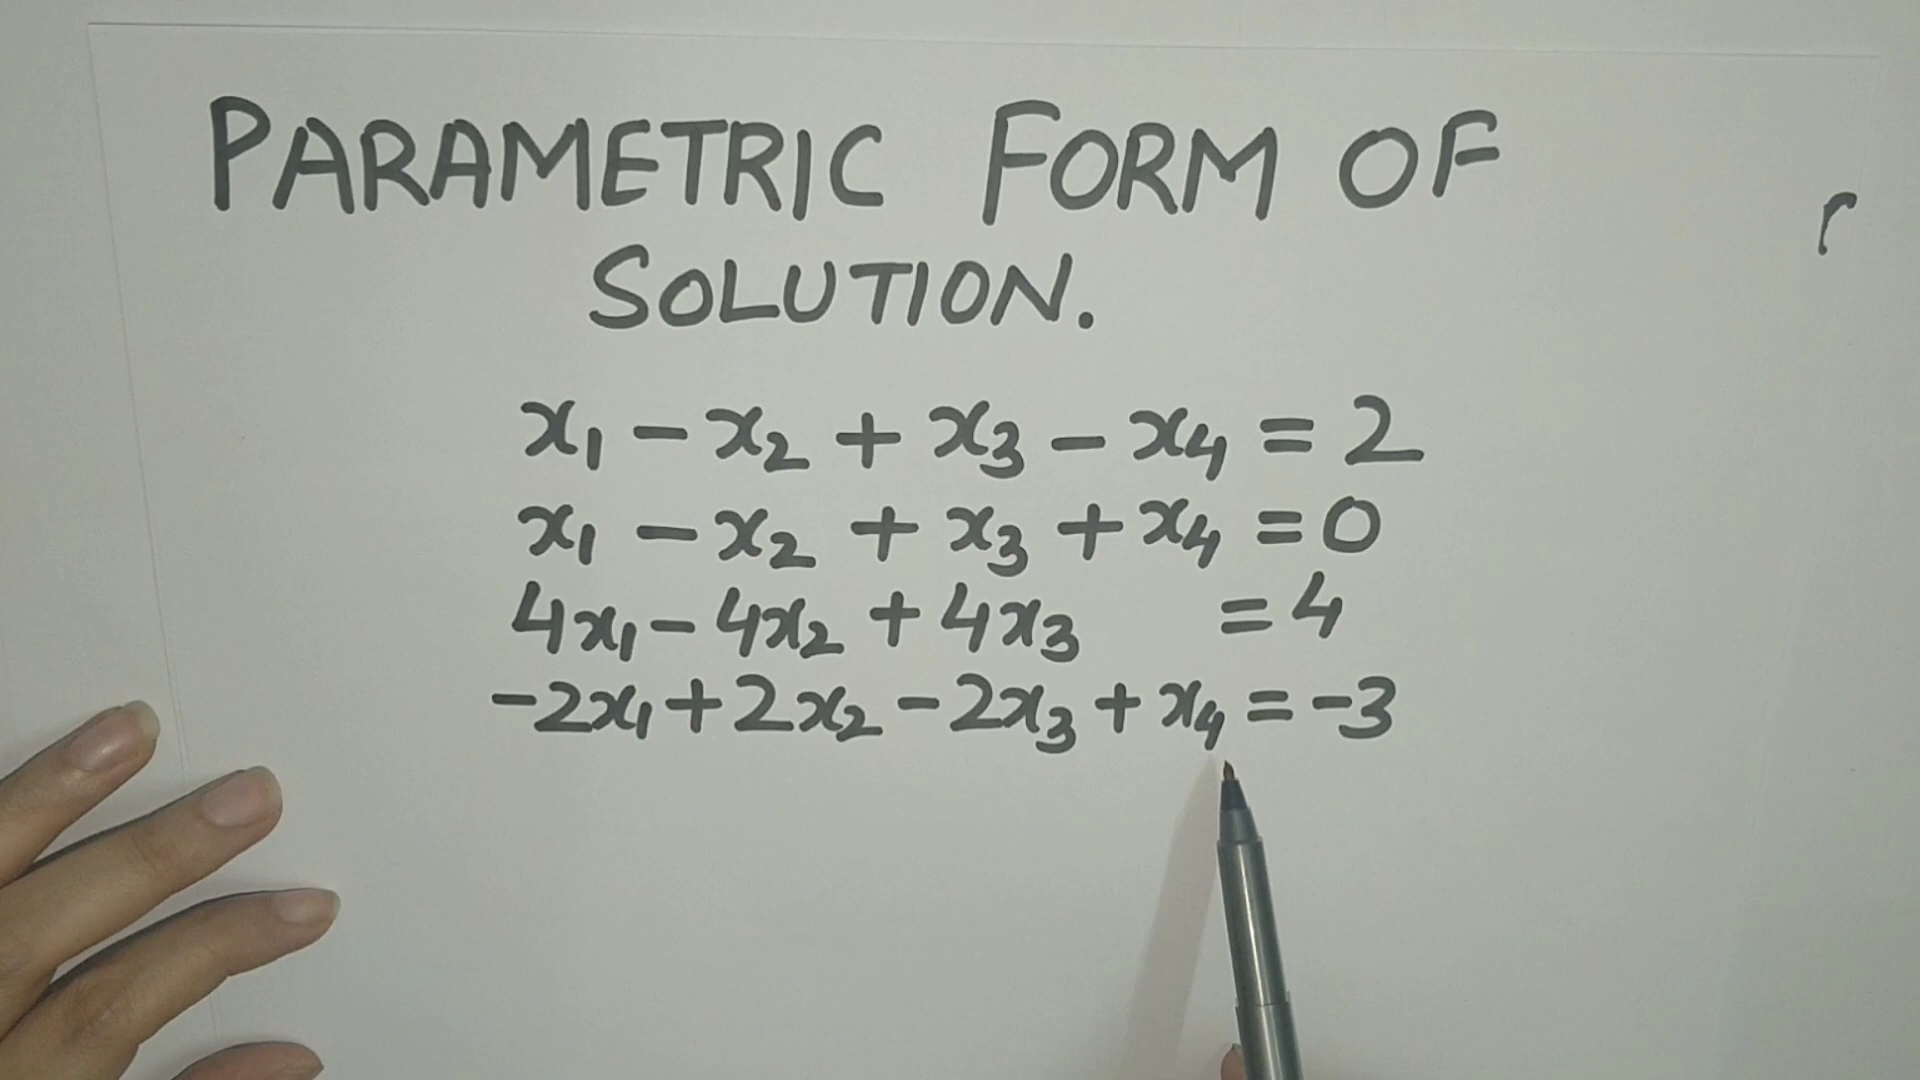 PARAMETRIC FORM OF
SOLUTION.
x₁ - x₂ + x₃ - x₄ = 2
x₁ - x₂ + x₃ + x₄ = 0
4x₁ - 4x₂ + 4x₃ = 4
-2x₁ + 2x₂ - 2x₃ + x₄ = -3